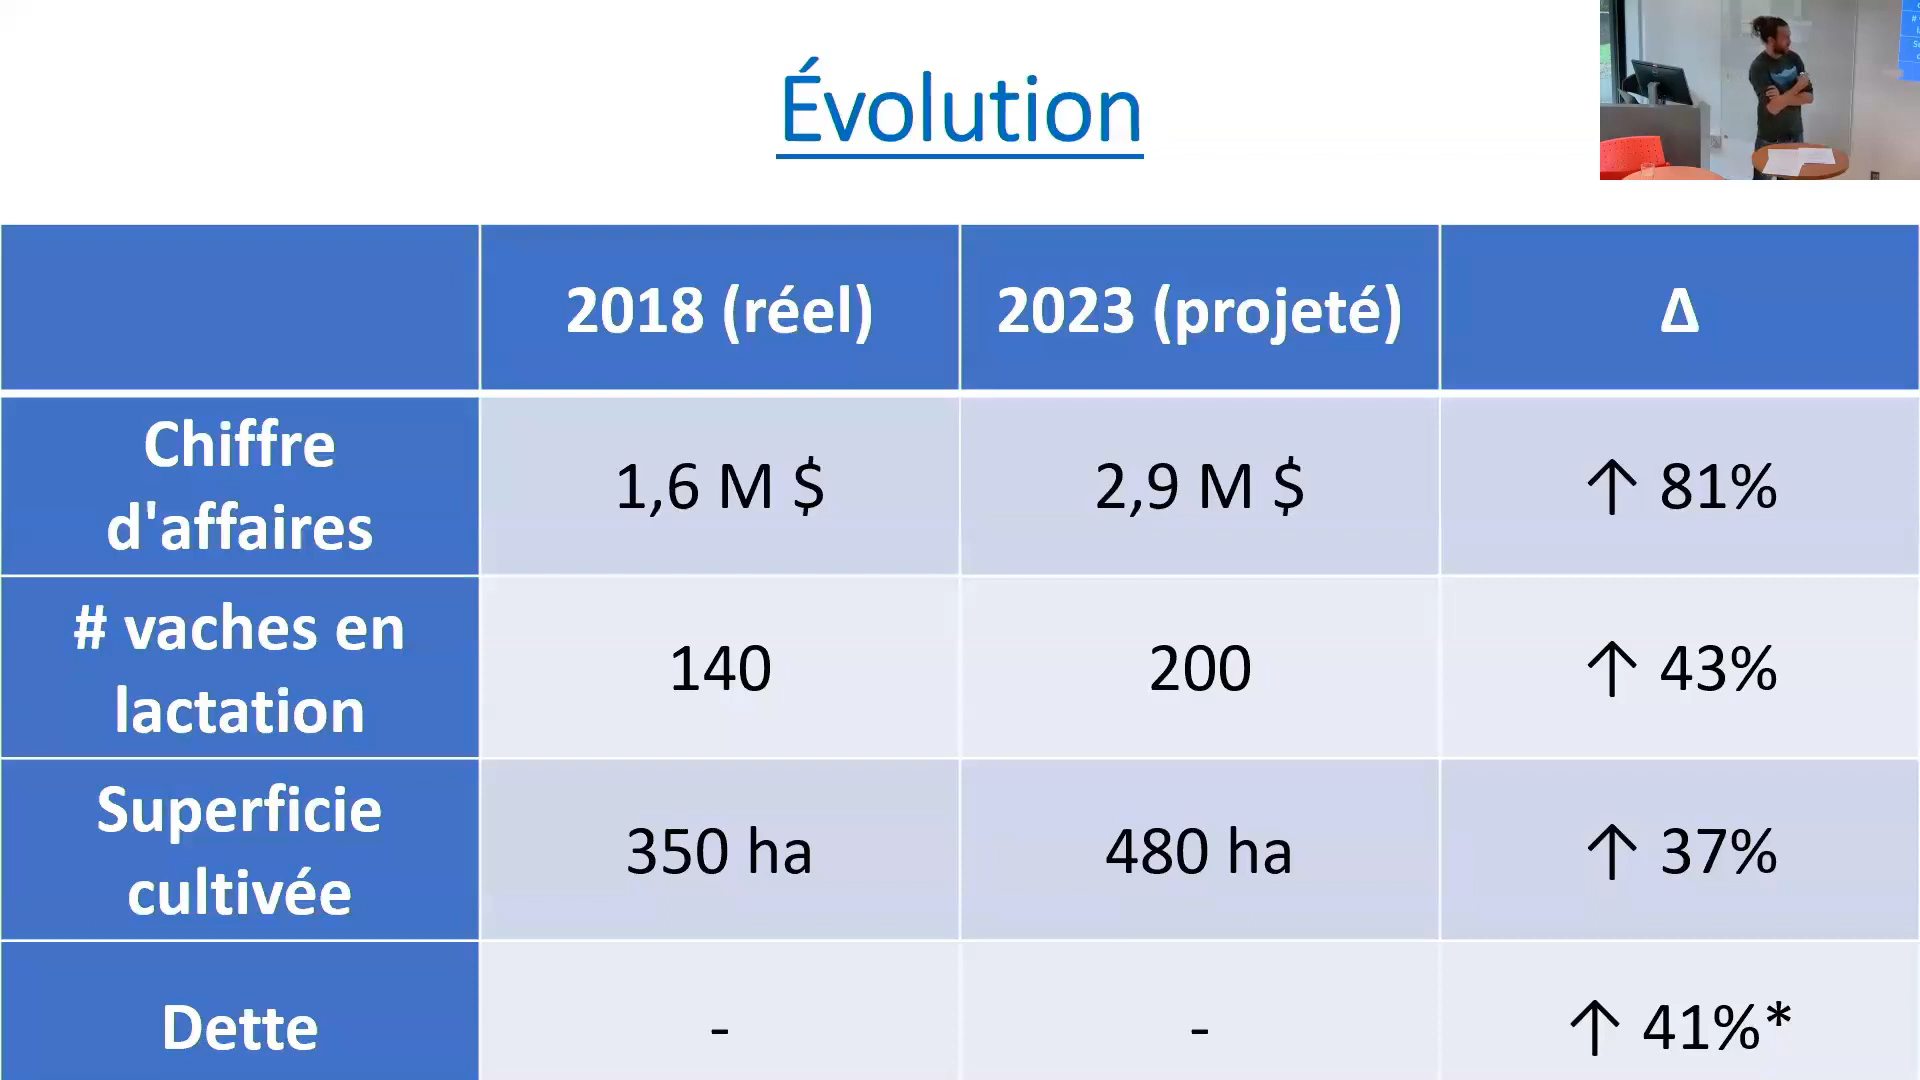 Évolution
2018 (réel) 2023 (projeté) Δ
Chiffre
d'affaires
1,6 M $ 2,9 M $ ↑ 81%
# vaches en
lactation
140 200 ↑ 43%
Superficie
cultivée
350 ha 480 ha ↑ 37%
Dette - - ↑ 41%*